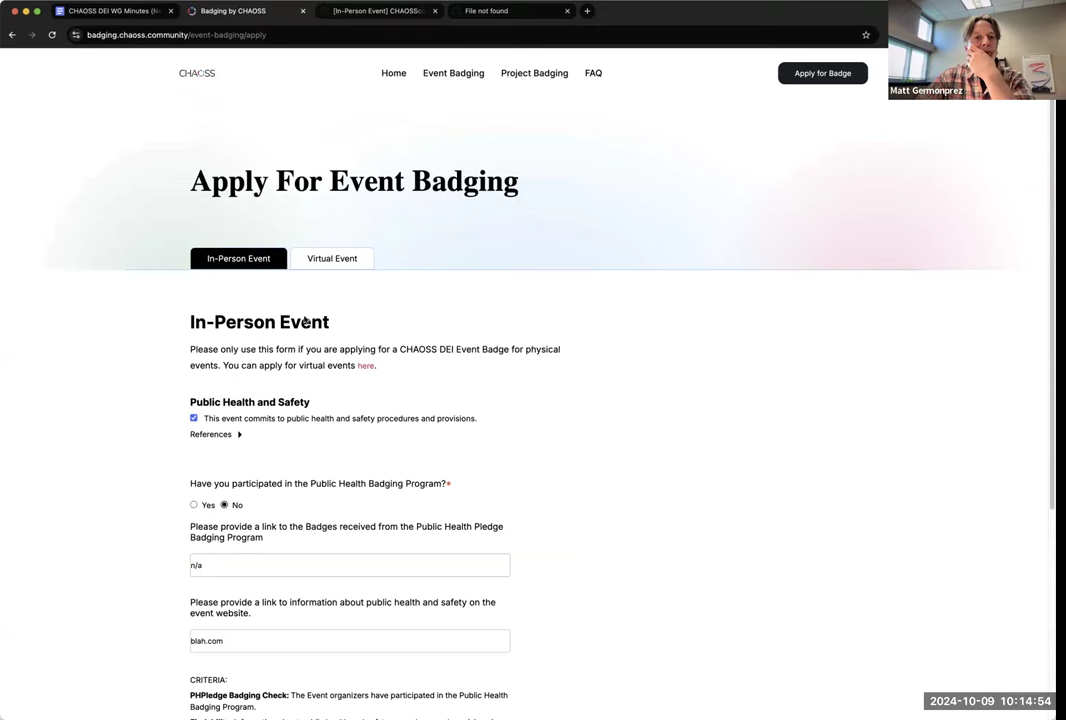 CHAOSS DEI WG Minutes (N
Badging by CHAOSS
[In-Person Event] CHAOSSc
File not found
badging.chaoss.community/event-badging/apply
CHAOSS
Home
Event Badging
Project Badging
FAQ
Apply for Badge
Matt Germonprez
Apply For Event Badging
In-Person Event
Virtual Event
In-Person Event
Please only use this form if you are applying for a CHAOSS DEI Event Badge for physical
events. You can apply for virtual events here.
Public Health and Safety
This event commits to public health and safety procedures and provisions.
References
Have you participated in the Public Health Badging Program?*
Yes No
Please provide a link to the Badges received from the Public Health Pledge
Badging Program
n/a
Please provide a link to information about public health and safety on the
event website.
blah.com
CRITERIA:
PHPledge Badging Check: The Event organizers have participated in the Public Health
Badging Program.
2024-10-09 10:14:54